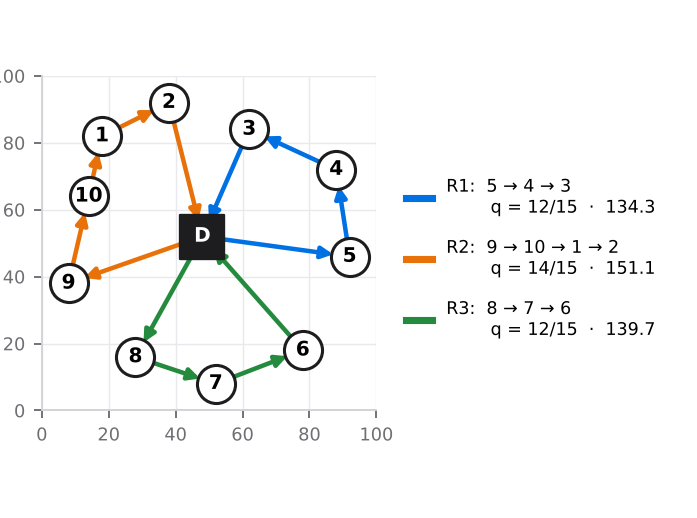 00
80
60
40
20
0
0 20 40 60 80 100
1
2
3
4
10
D
5
9
8
7
6
R1: 5 → 4 → 3
q = 12/15 · 134.3
R2: 9 → 10 → 1 → 2
q = 14/15 · 151.1
R3: 8 → 7 → 6
q = 12/15 · 139.7